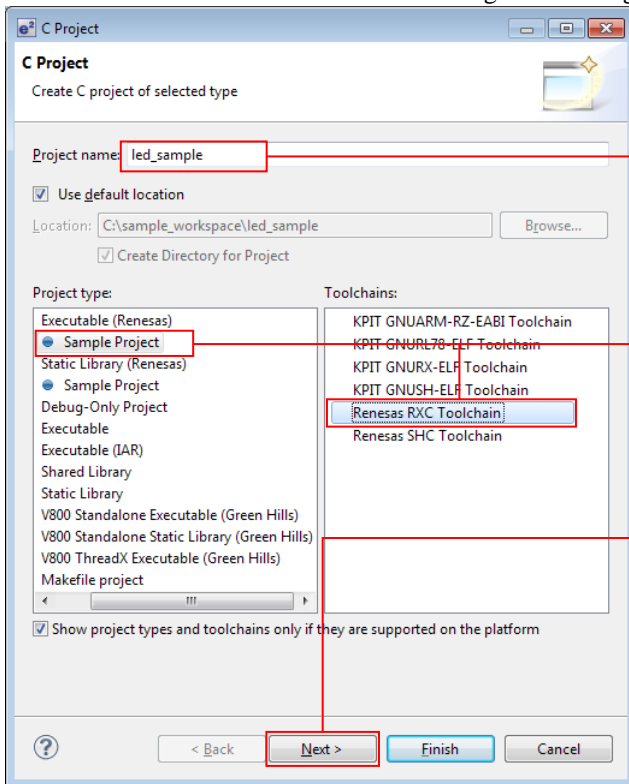 C Project
C Project
Create C project of selected type
Project name: led_sample
Use default location
Location: C:\sample_workspace\led_sample
Browse...
Create Directory for Project
Project type:
Toolchains:
Executable (Renesas)
Sample Project
Static Library (Renesas)
Sample Project
Debug-Only Project
Executable
Executable (IAR)
Shared Library
Static Library
V800 Standalone Executable (Green Hills)
V800 Standalone Static Library (Green Hills)
V800 ThreadX Executable (Green Hills)
Makefile project
KPIT GNUARM-RZ-EABI Toolchain
KPIT GNURL78-ELF Toolchain
KPIT GNURX-ELF Toolchain
KPIT GNUSH-ELF Toolchain
Renesas RXC Toolchain
Renesas SHC Toolchain
Show project types and toolchains only if they are supported on the platform
< Back
Next >
Finish
Cancel